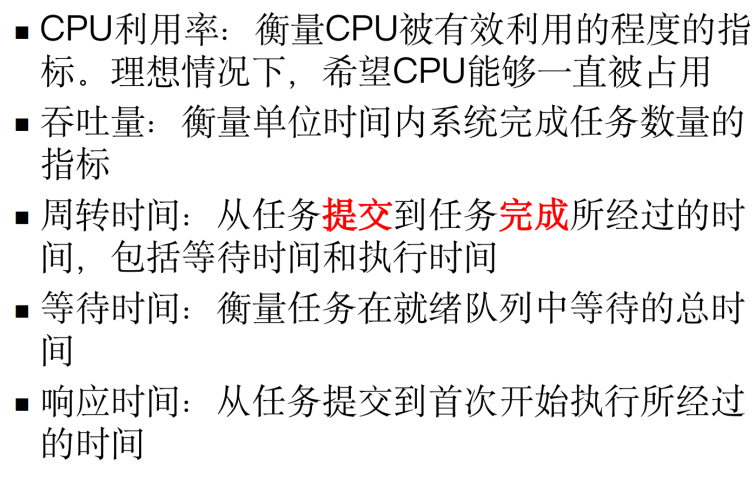 ▪ CPU利用率：衡量CPU被有效利用的程度的指
标。理想情况下，希望CPU能够一直被占用
▪ 吞吐量：衡量单位时间内系统完成任务数量的
指标
▪ 周转时间：从任务提交到任务完成所经过的时
间，包括等待时间和执行时间
▪ 等待时间：衡量任务在就绪队列中等待的总时
间
▪ 响应时间：从任务提交到首次开始执行所经过
的时间